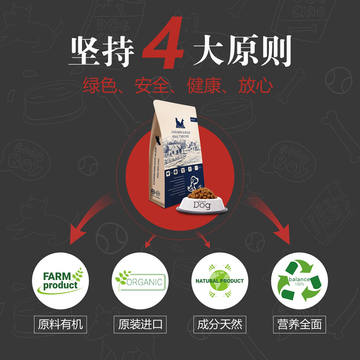 坚持4大原则
绿色、安全、健康、放心
Dog
FARM
product
ORGANIC
NATURAL PRODUCT
balance
100%
原料有机
原装进口
成分天然
营养全面